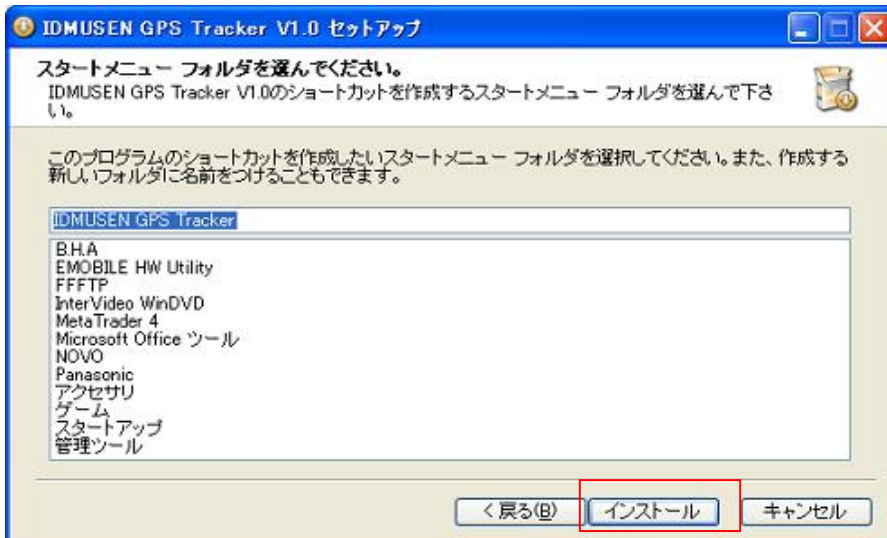 IDMUSEN GPS Tracker V1.0 セットアップ
スタートメニュー フォルダを選んでください。
IDMUSEN GPS Tracker V1.0のショートカットを作成するスタートメニュー フォルダを選んで下さ
い。
このプログラムのショートカットを作成したいスタートメニュー フォルダを選択してください。また、作成する
新しいフォルダに名前をつけることもできます。
IDMUSEN GPS Tracker
B.H.A
EMOBILE HW Utility
FFFTP
InterVideo WinDVD
MetaTrader 4
Microsoft Office ツール
NOVO
Panasonic
アクセサリ
ゲーム
スタートアップ
管理ツール
< 戻る(B) インストール キャンセル